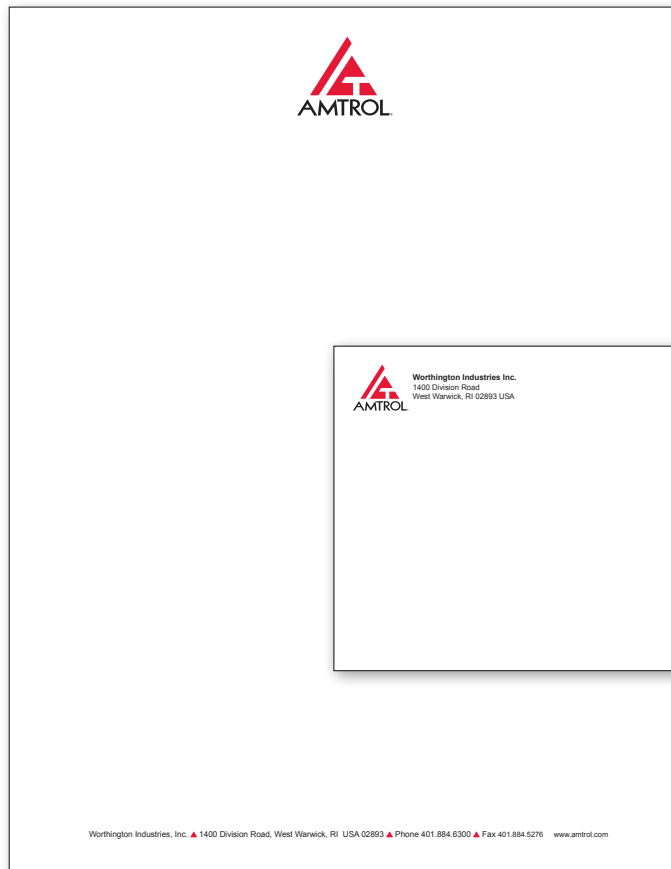 AMTROL
AMTROL
Worthington Industries Inc.
1400 Division Road
West Warwick, RI 02893 USA
Worthington Industries, Inc. ▲ 1400 Division Road, West Warwick, RI USA 02893 ▲ Phone 401.884.6300 ▲ Fax 401.884.5276 www.amtrol.com